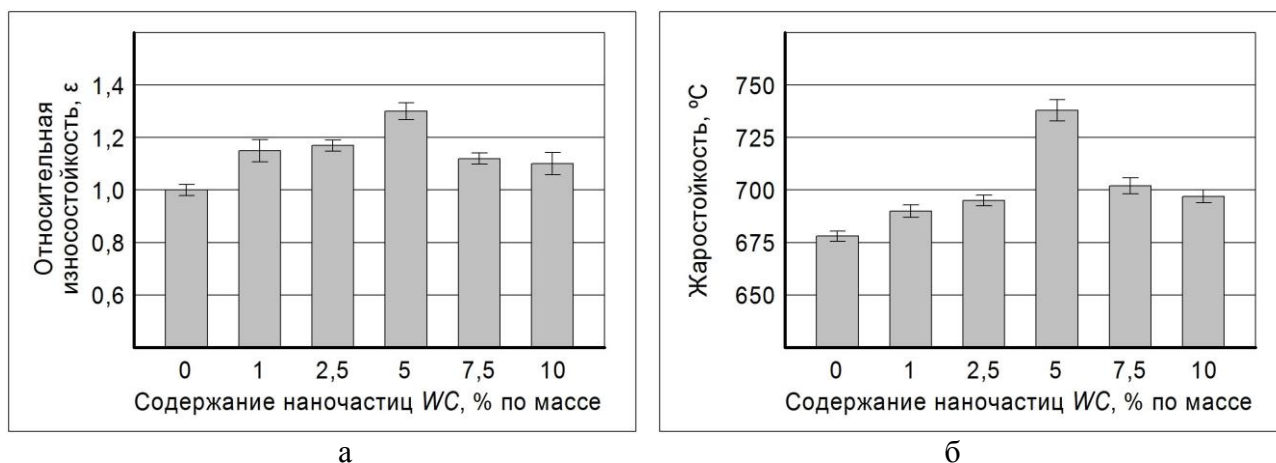 Относительная
износостойкость, ε
1,4
1,2
1,0
0,8
0,6
0 1 2,5 5 7,5 10
Содержание наночастиц WC, % по массе
а
Жаростойкость, ºС
750
725
700
675
650
0 1 2,5 5 7,5 10
Содержание наночастиц WC, % по массе
б